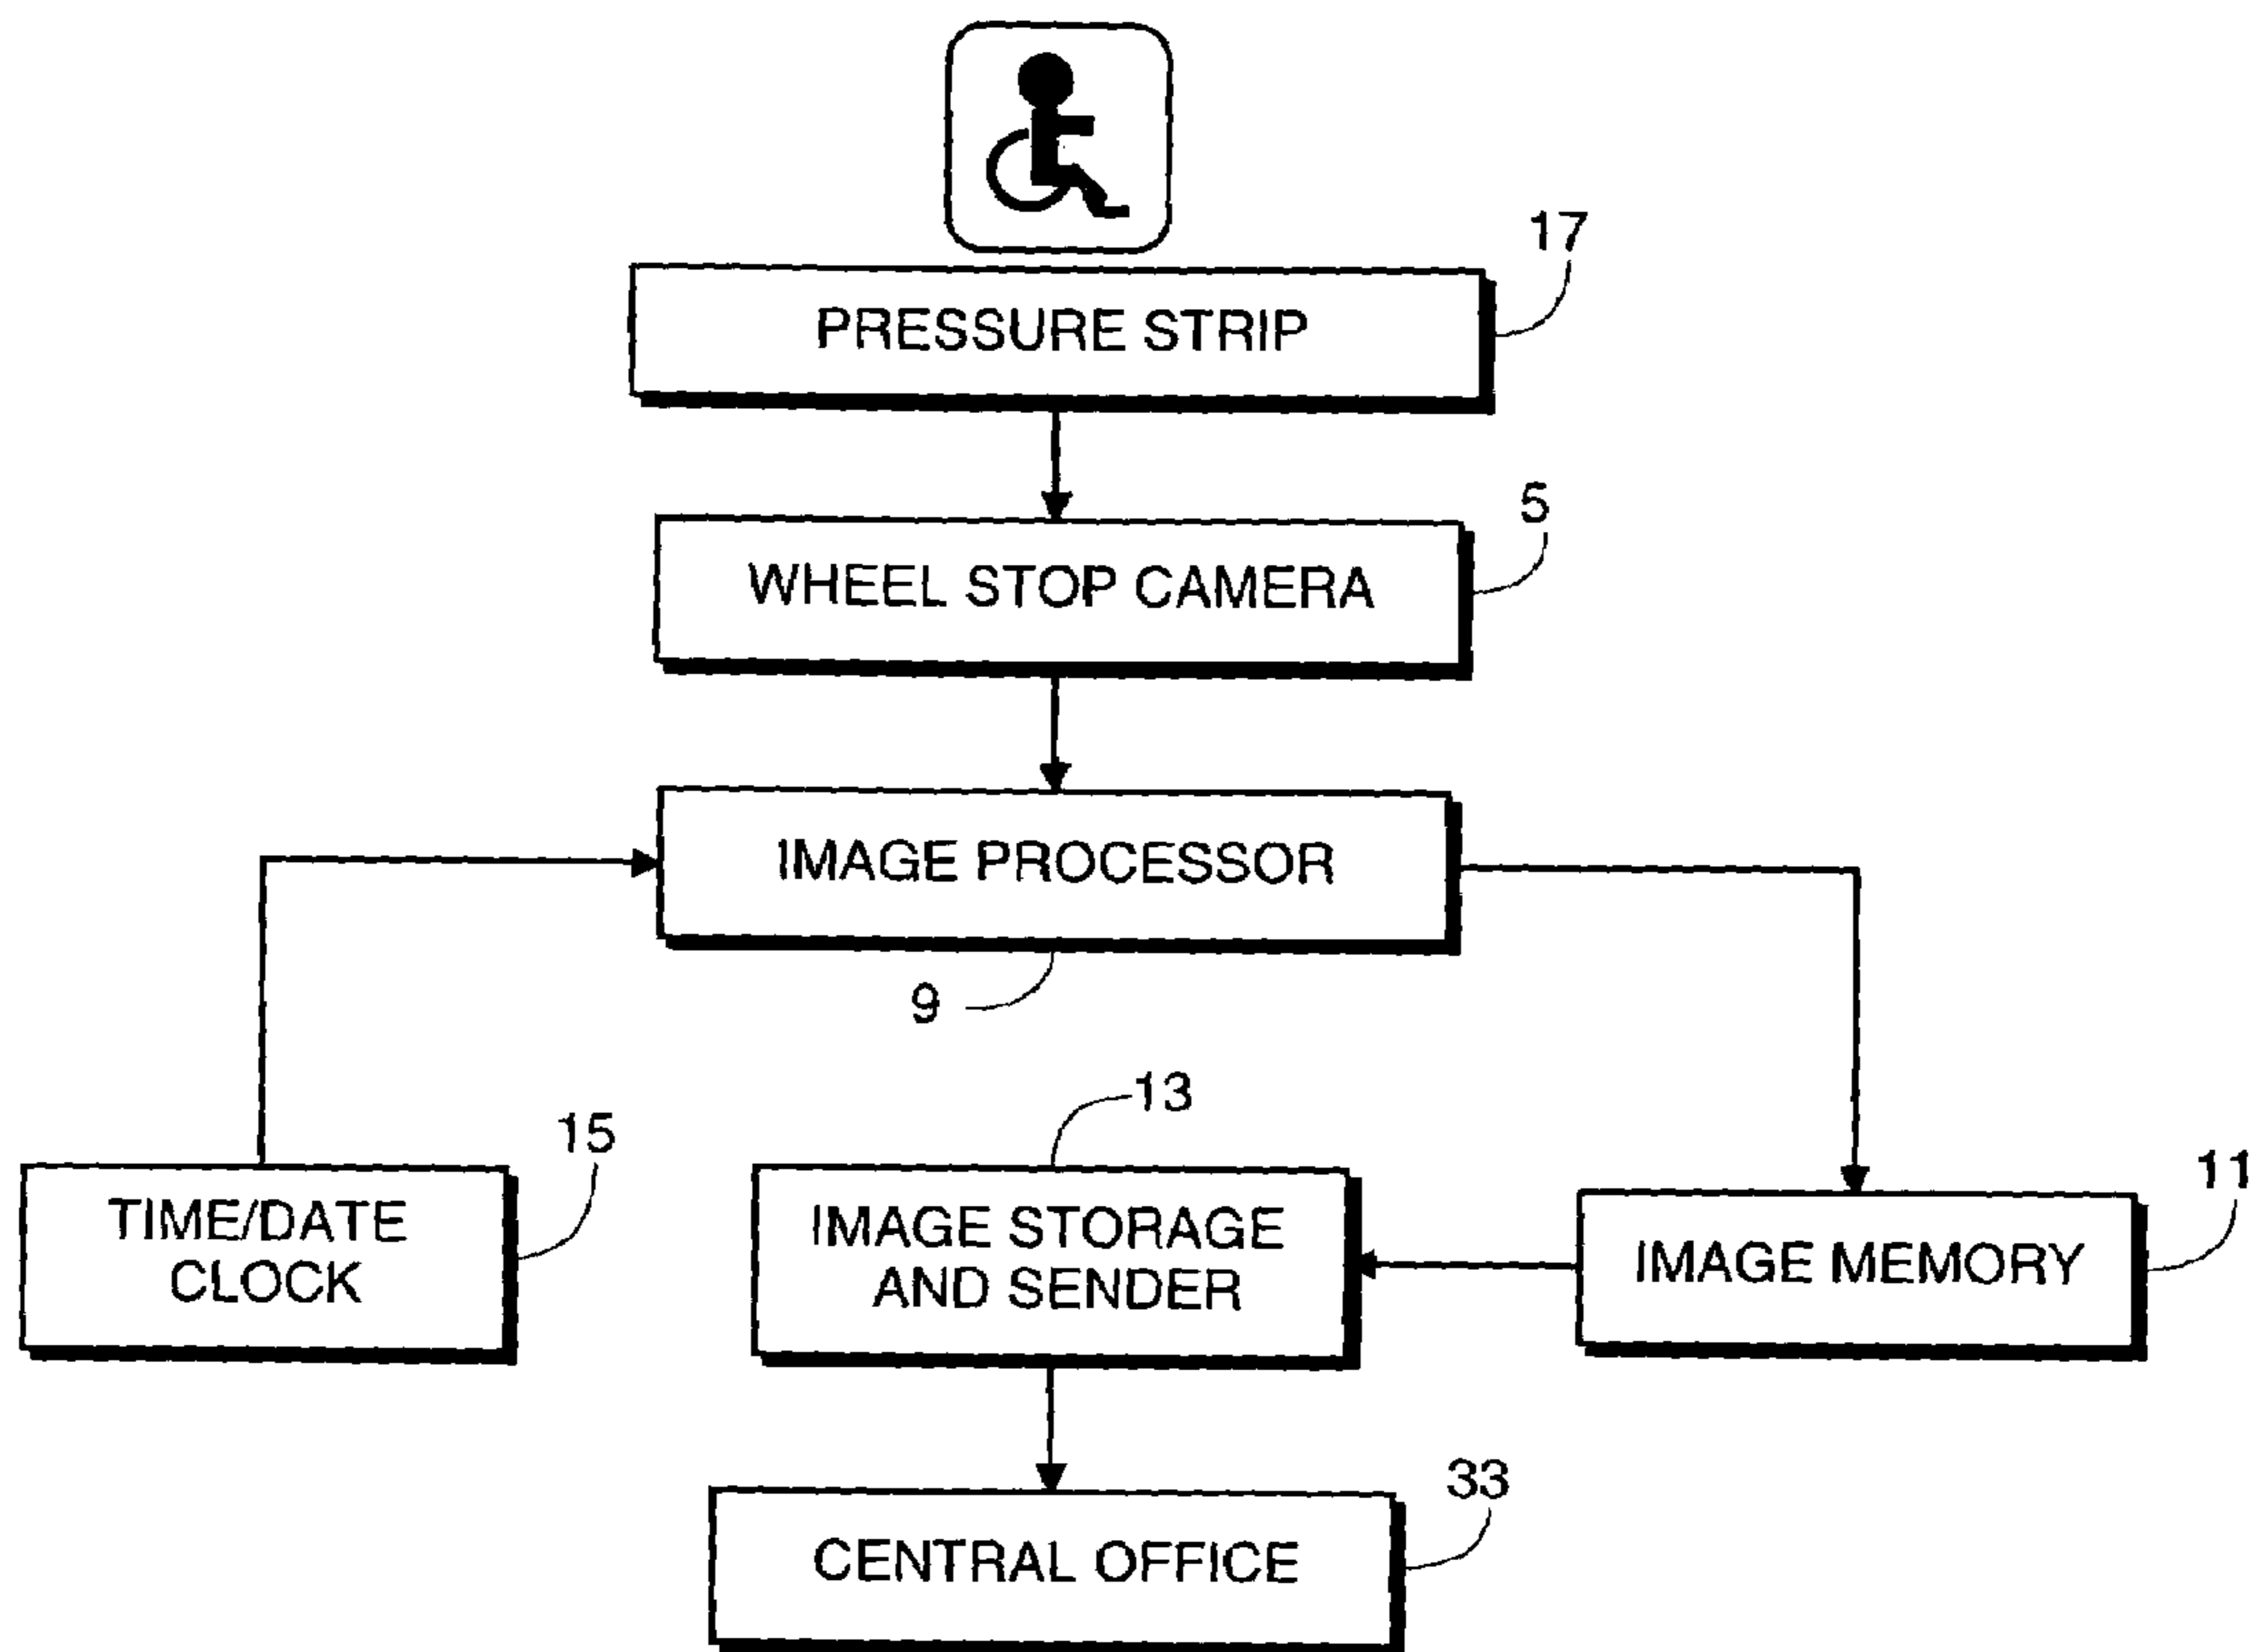 17
PRESSURE STRIP
5
WHEEL STOP CAMERA
IMAGE PROCESSOR
9
13
15
11
TIME/DATE
CLOCK
IMAGE STORAGE
AND SENDER
IMAGE MEMORY
33
CENTRAL OFFICE